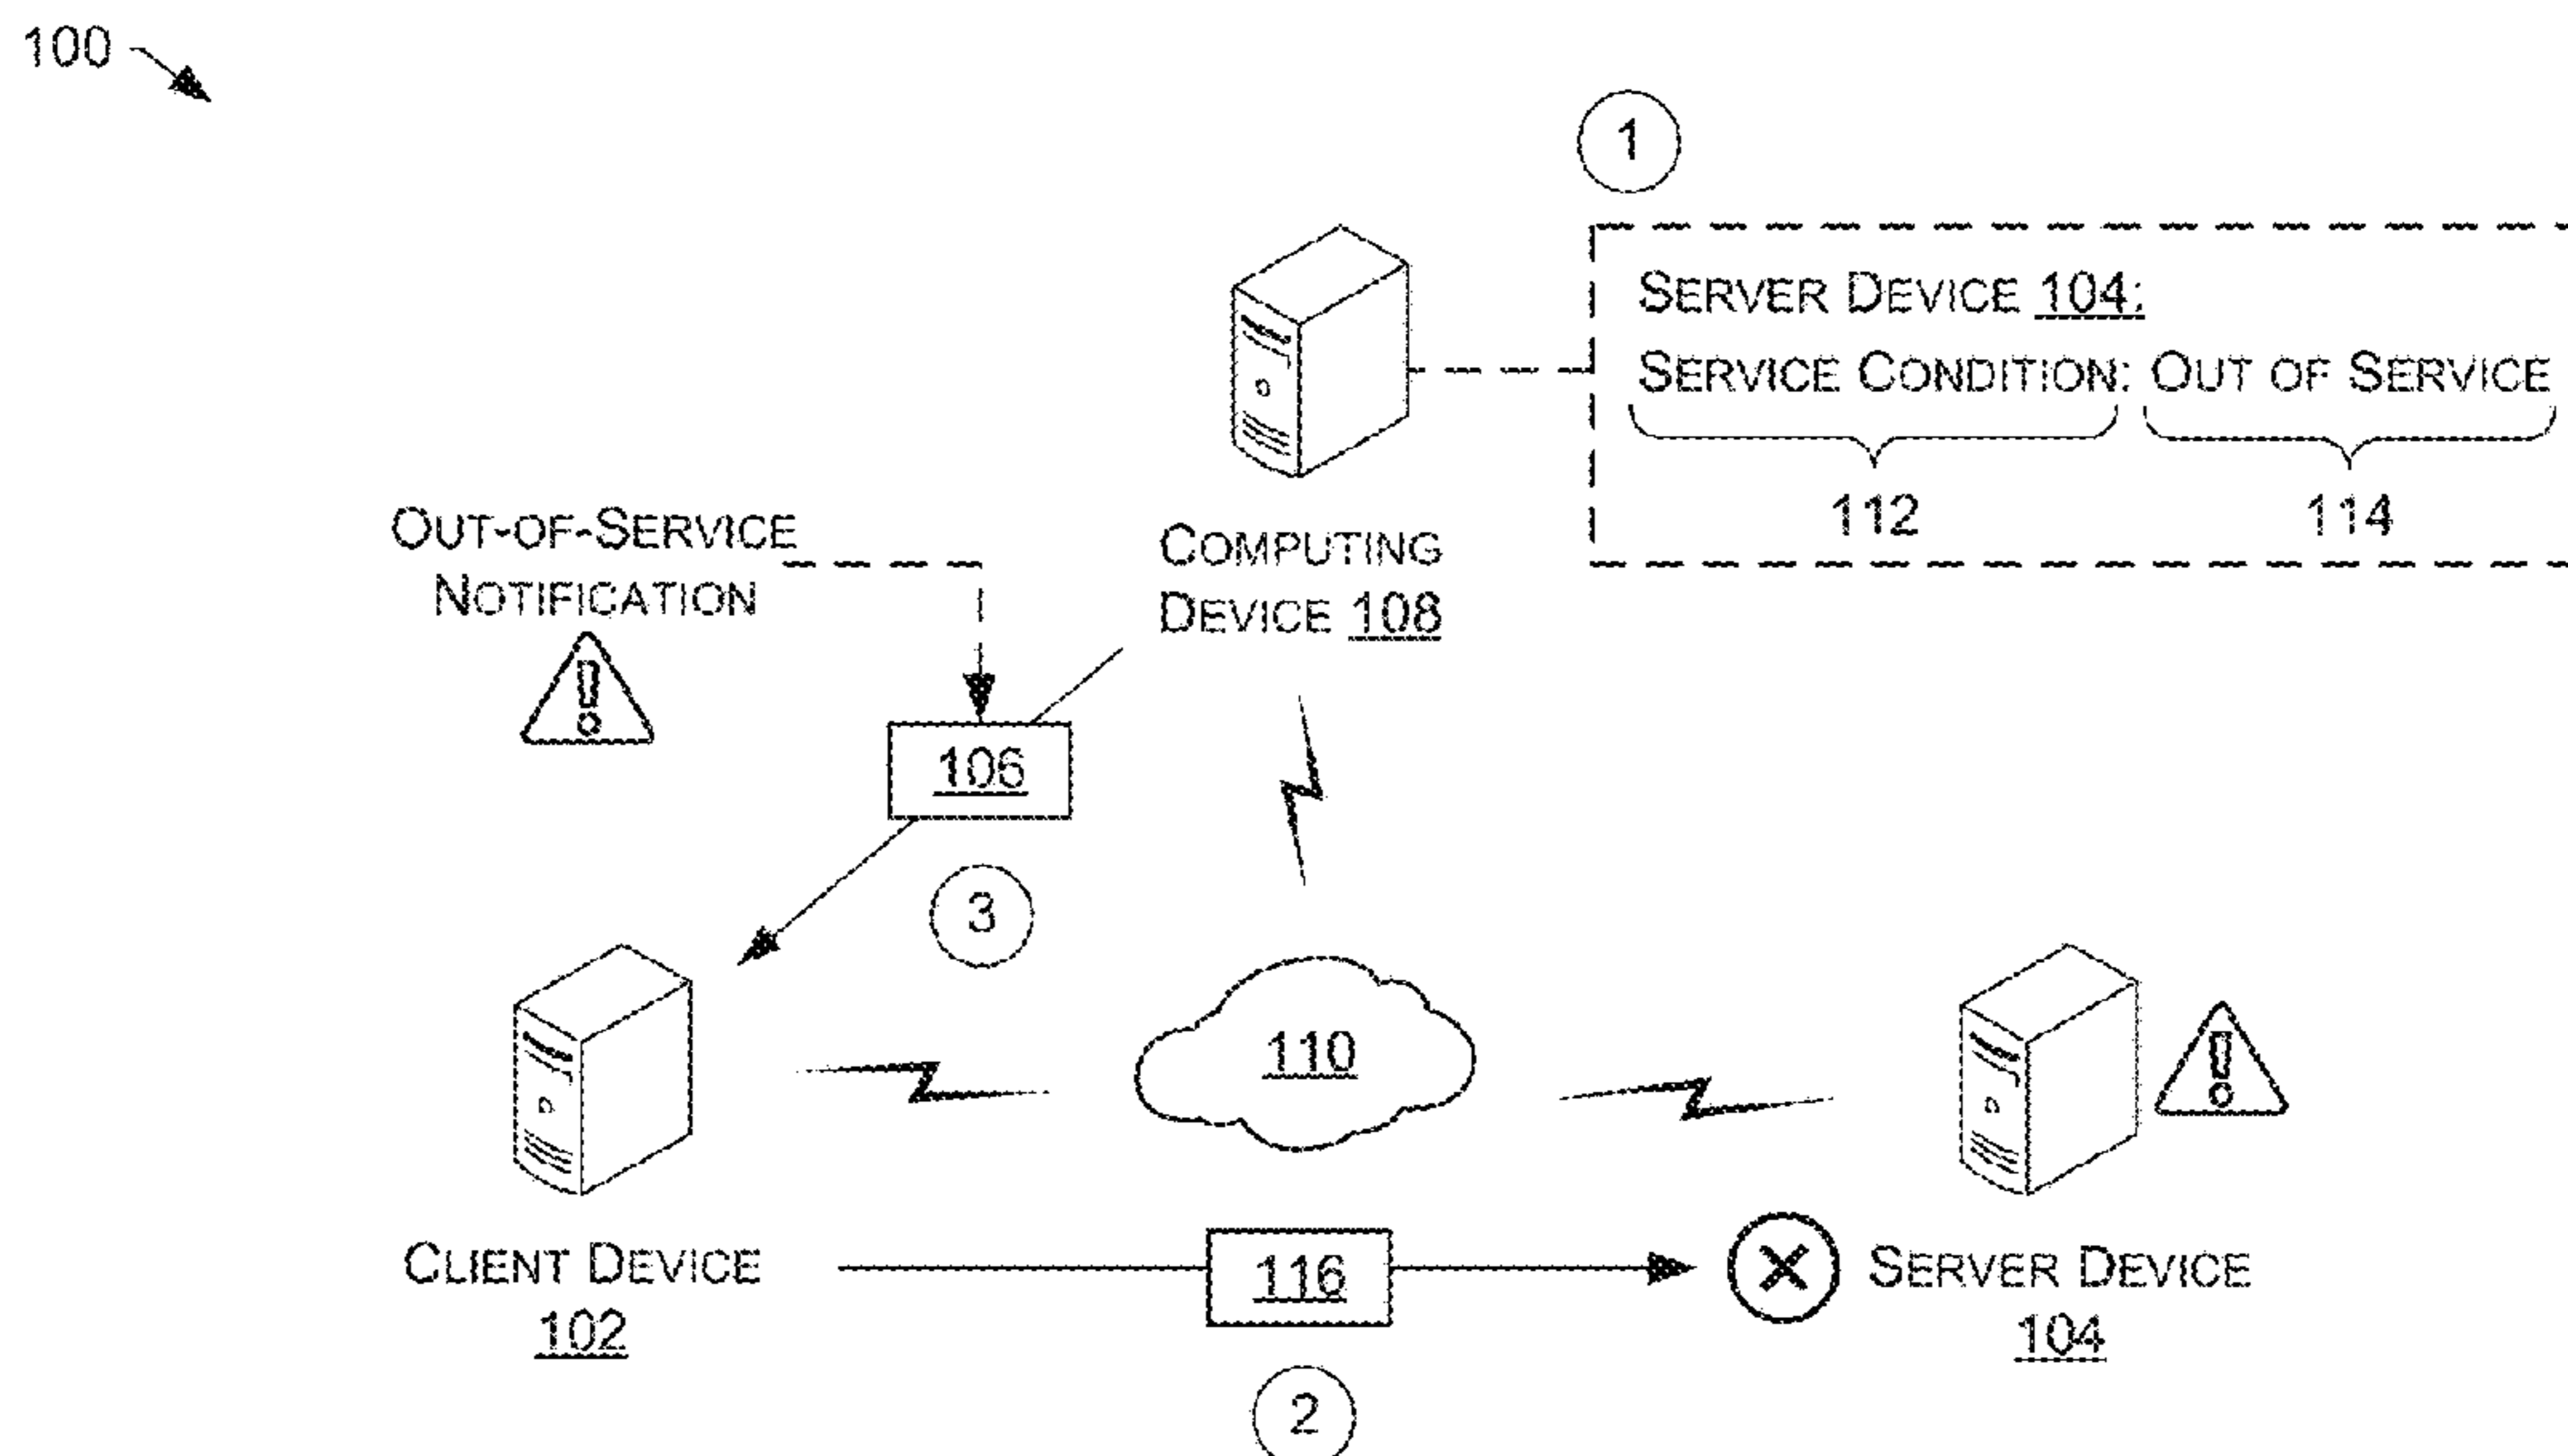 100
1
SERVER DEVICE 104:
SERVICE CONDITION: OUT OF SERVICE
112 114
OUT-OF-SERVICE
NOTIFICATION
COMPUTING
DEVICE 108
106
3
110
CLIENT DEVICE
102
116
SERVER DEVICE
104
2